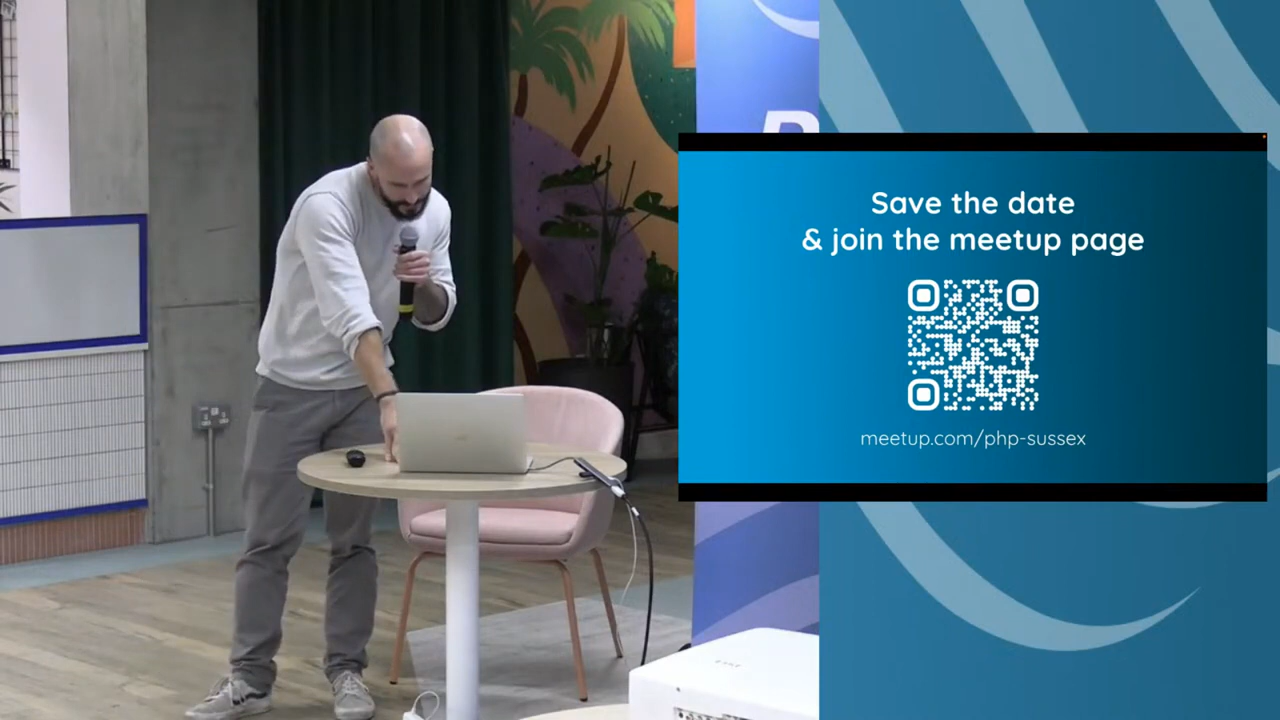 Save the date
& join the meetup page
meetup.com/php-sussex